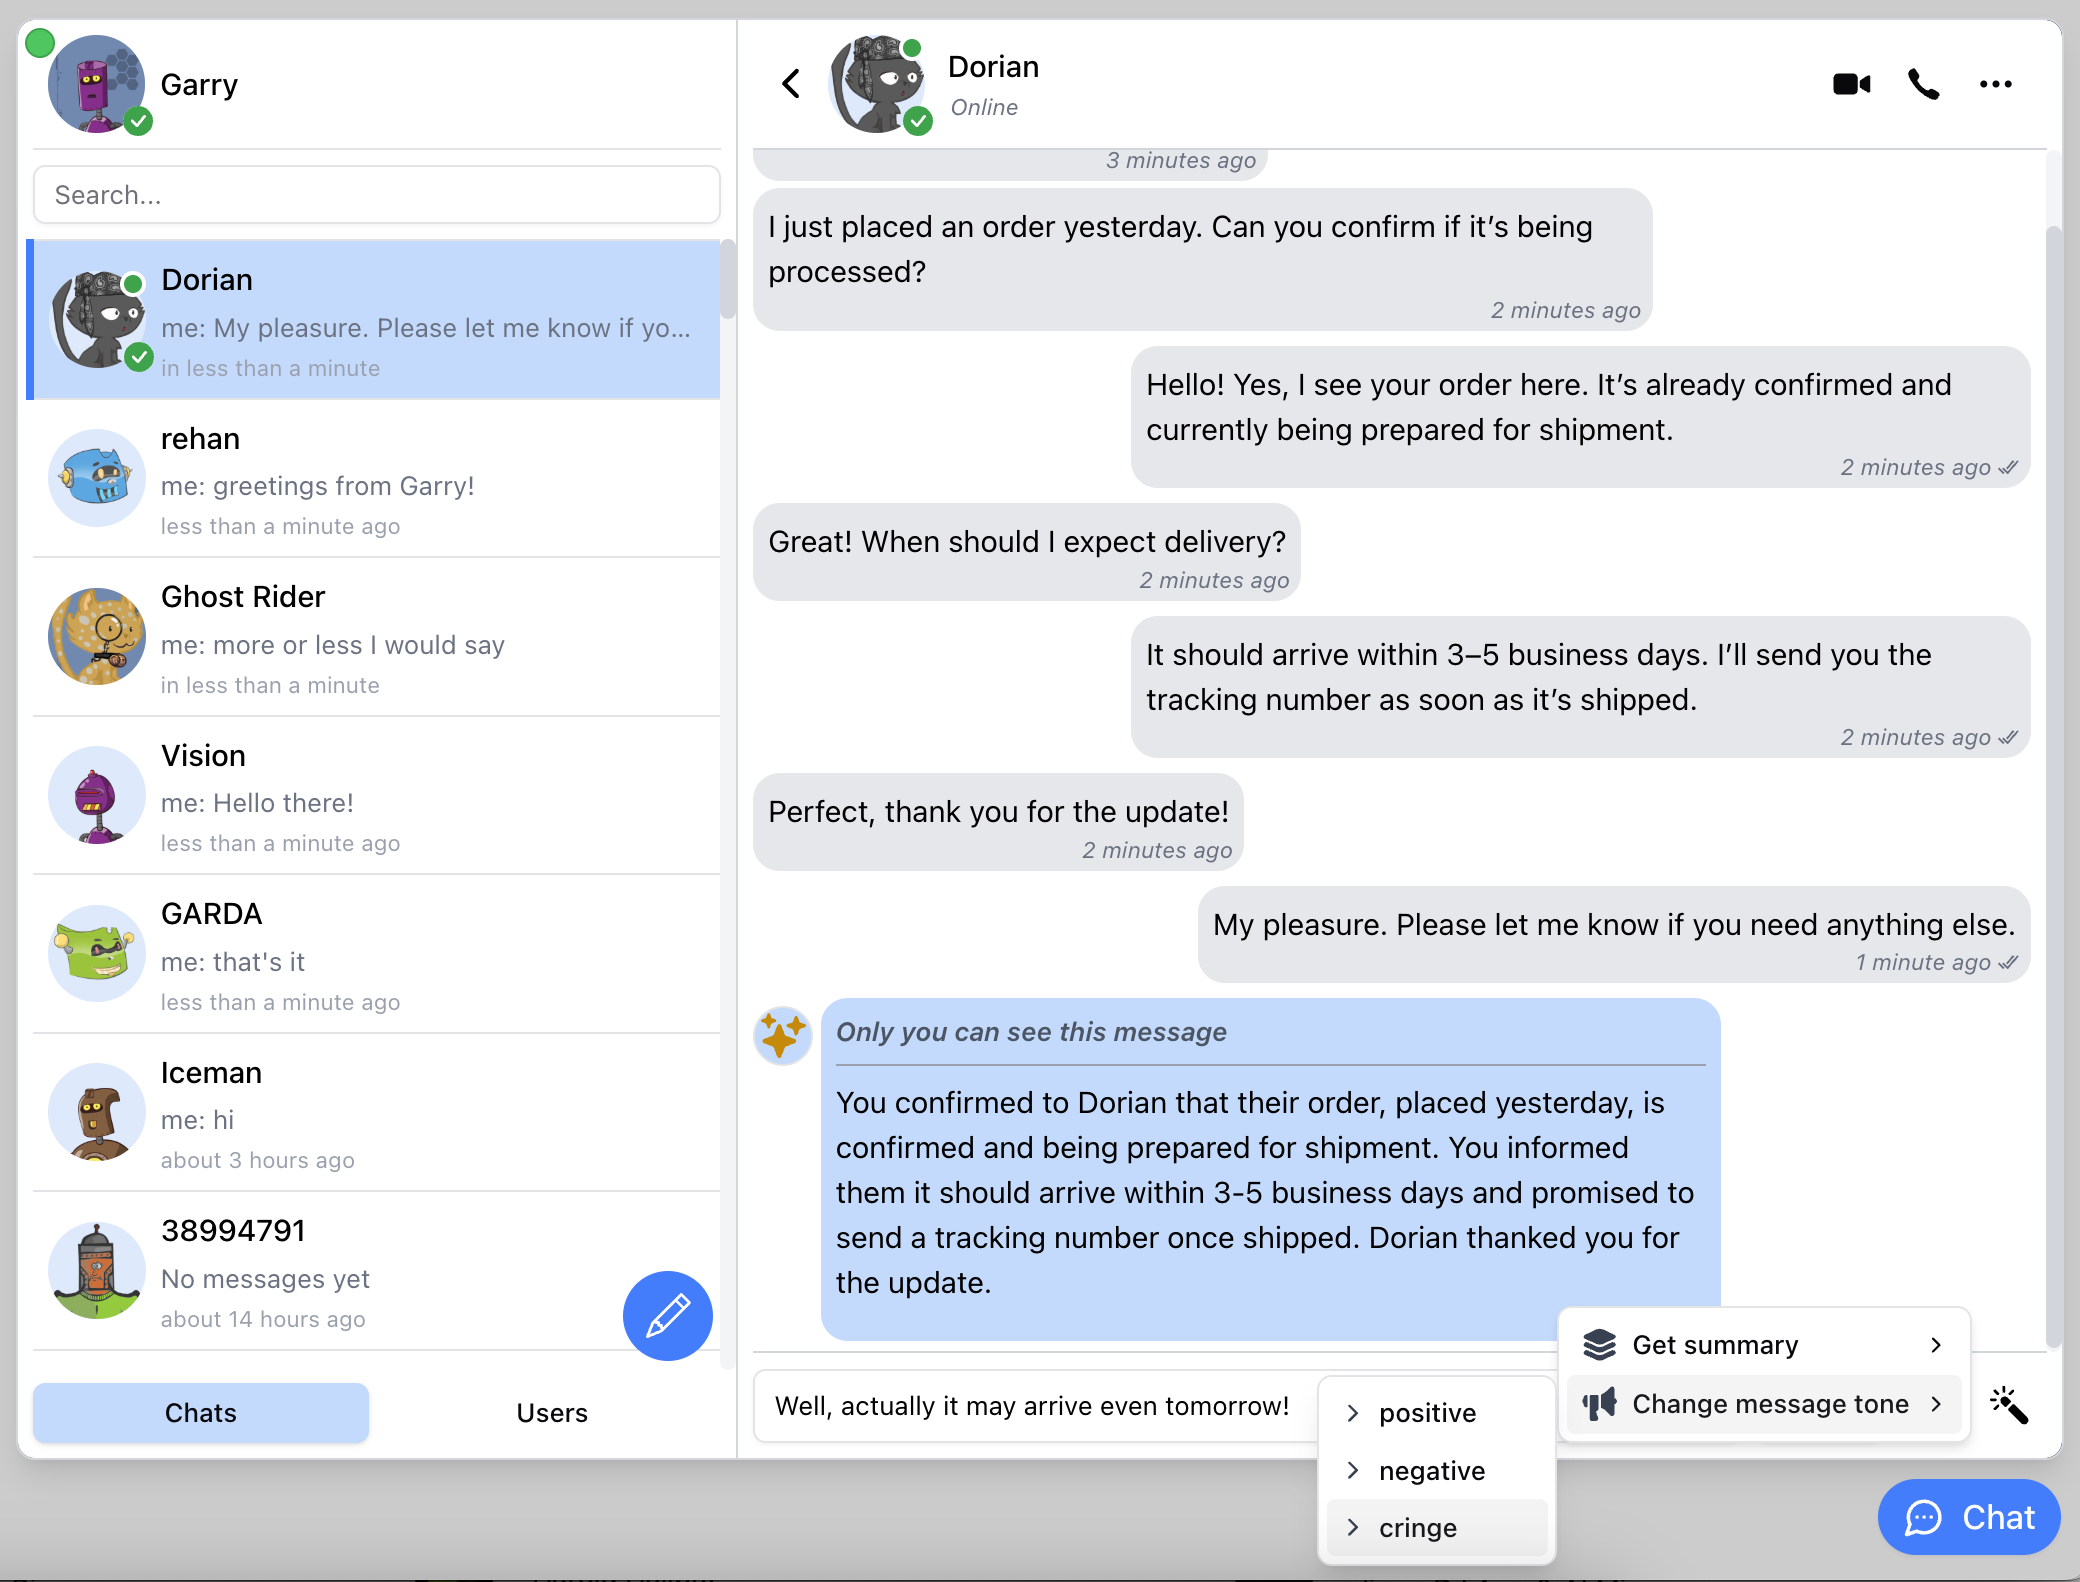 Garry
Search...
Dorian
me: My pleasure. Please let me know if yo...
in less than a minute
rehan
me: greetings from Garry!
less than a minute ago
Ghost Rider
me: more or less I would say
in less than a minute
Vision
me: Hello there!
less than a minute ago
GARDA
me: that's it
less than a minute ago
Iceman
me: hi
about 3 hours ago
38994791
No messages yet
about 14 hours ago
Chats
Users
Dorian
Online
3 minutes ago
I just placed an order yesterday. Can you confirm if it’s being
processed?
2 minutes ago
Hello! Yes, I see your order here. It’s already confirmed and
currently being prepared for shipment.
2 minutes ago
Great! When should I expect delivery?
2 minutes ago
It should arrive within 3–5 business days. I’ll send you the
tracking number as soon as it’s shipped.
2 minutes ago
Perfect, thank you for the update!
2 minutes ago
My pleasure. Please let me know if you need anything else.
1 minute ago
Only you can see this message
You confirmed to Dorian that their order, placed yesterday, is
confirmed and being prepared for shipment. You informed
them it should arrive within 3-5 business days and promised to
send a tracking number once shipped. Dorian thanked you for
the update.
Get summary
Change message tone
Well, actually it may arrive even tomorrow!
positive
negative
cringe
Chat